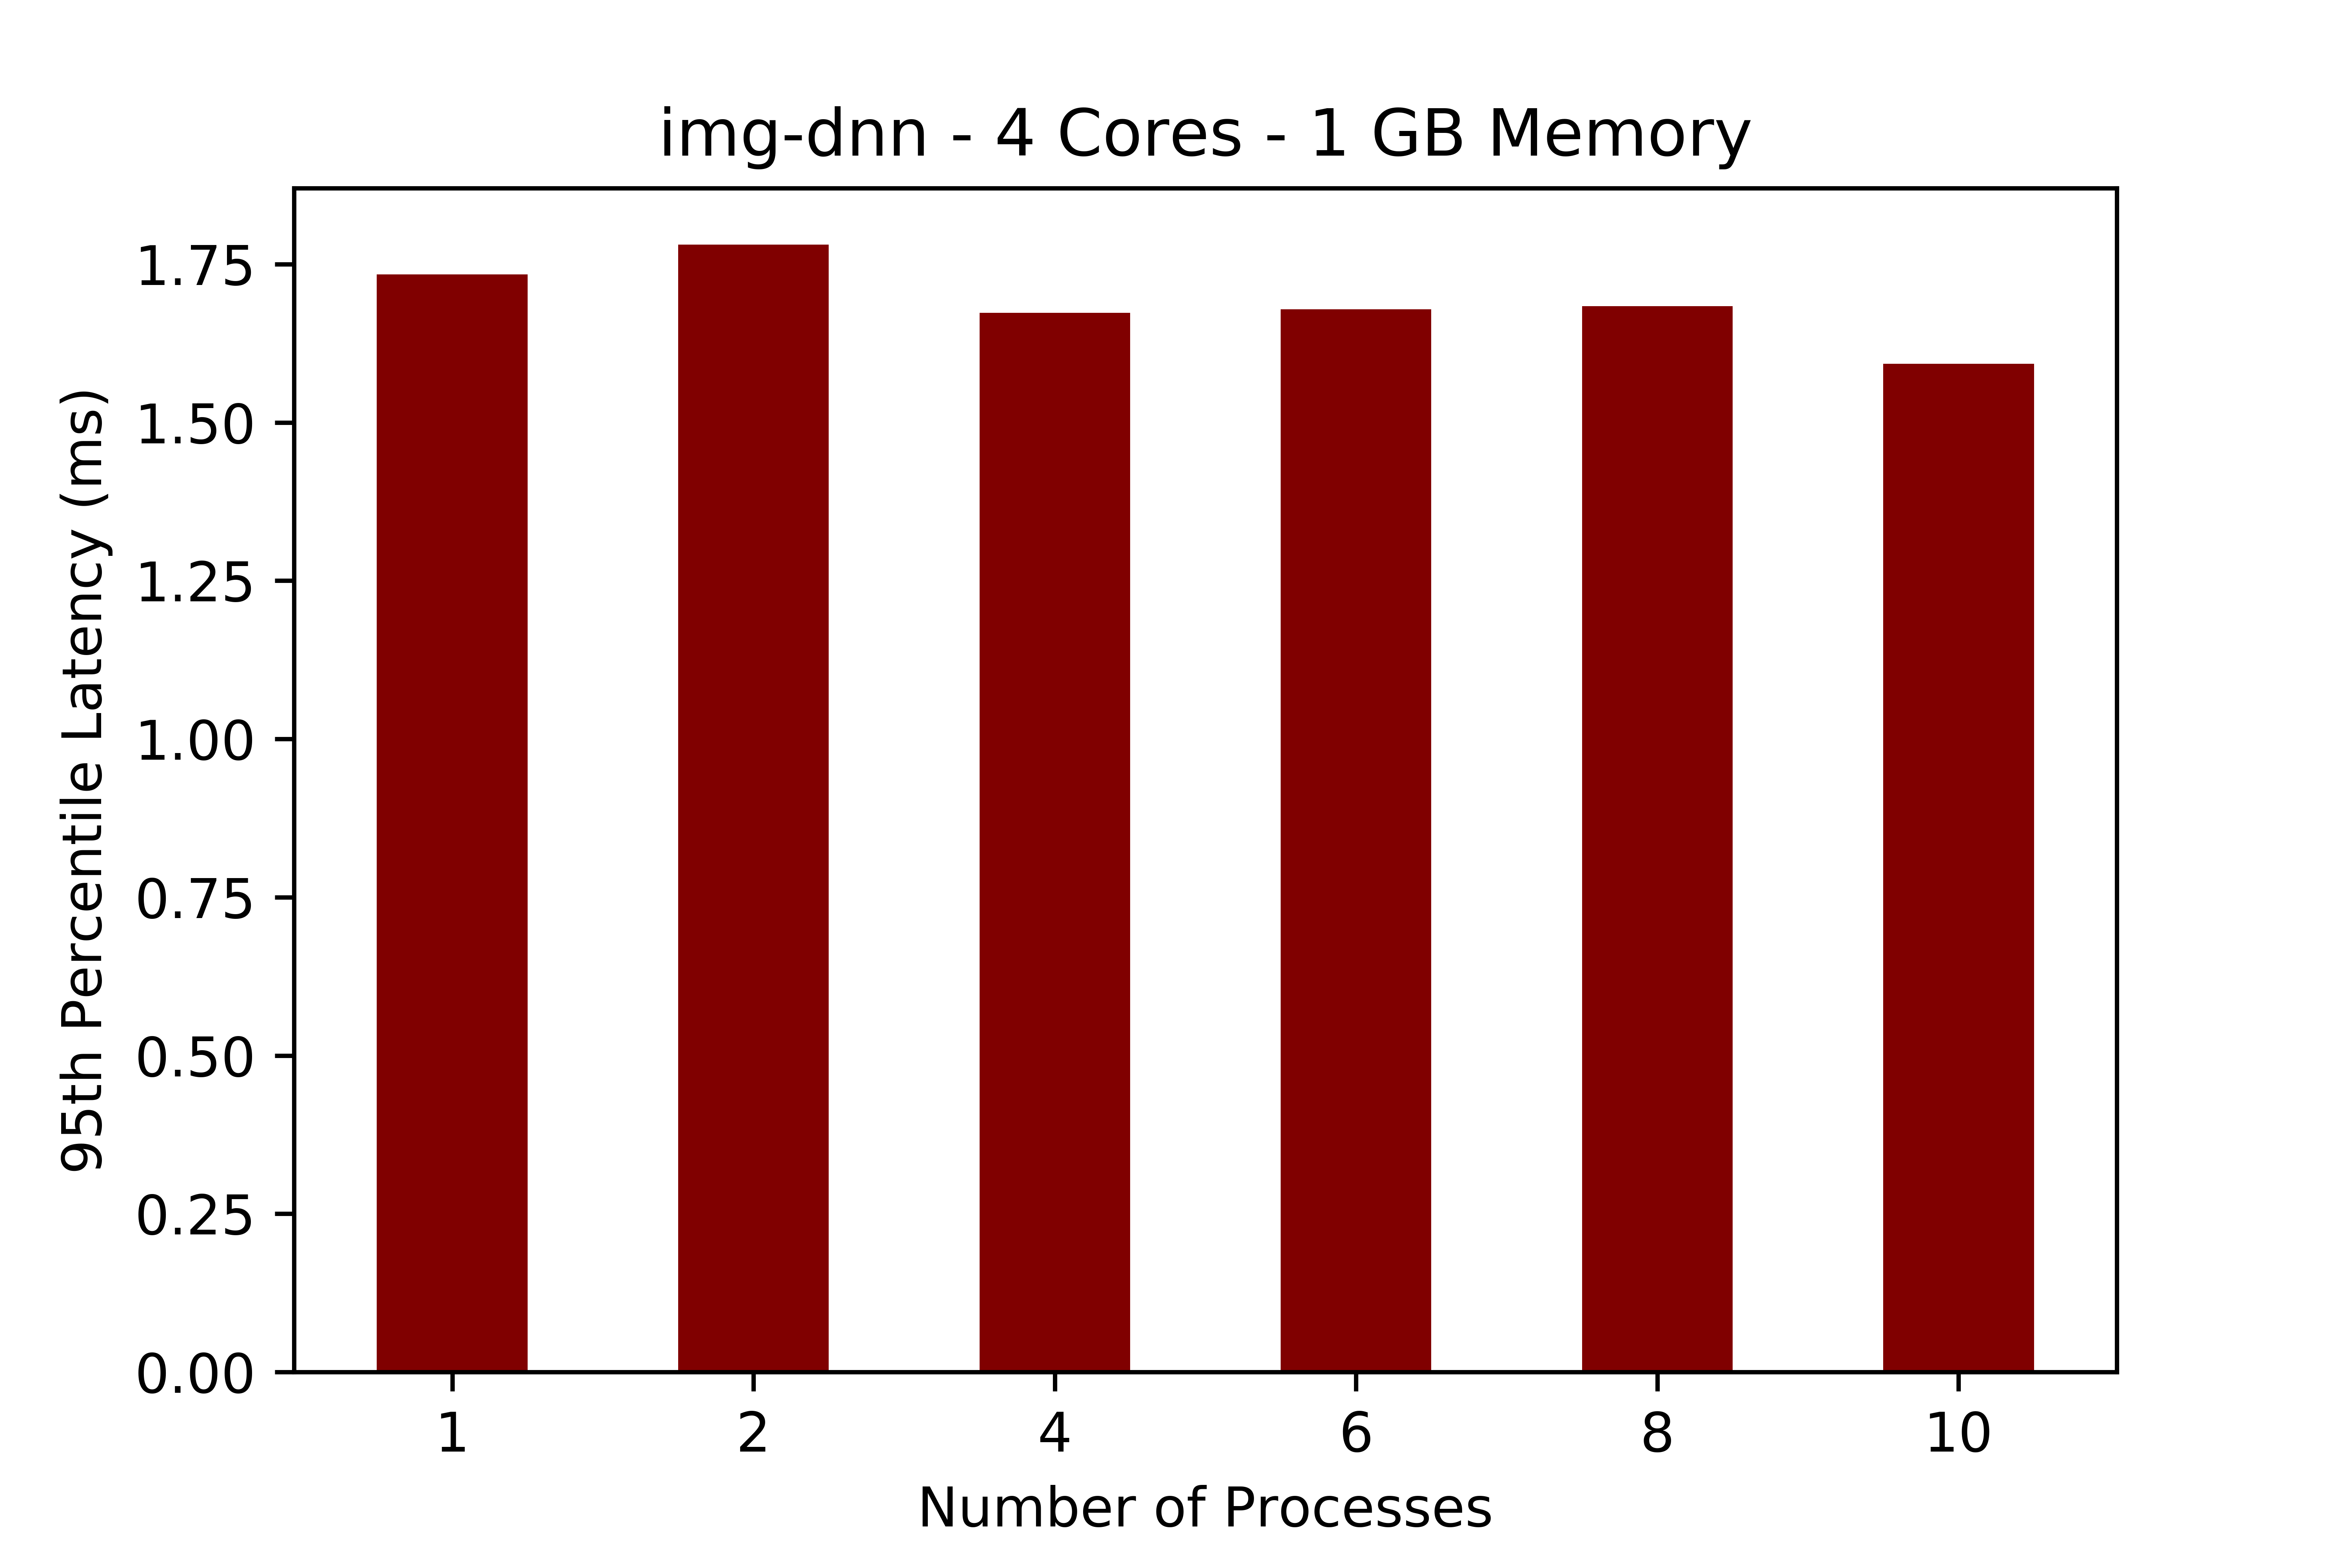 img-dnn - 4 Cores - 1 GB Memory
95th Percentile Latency (ms)
1.75
1.50
1.25
1.00
0.75
0.50
0.25
0.00
1 2 4 6 8 10
Number of Processes